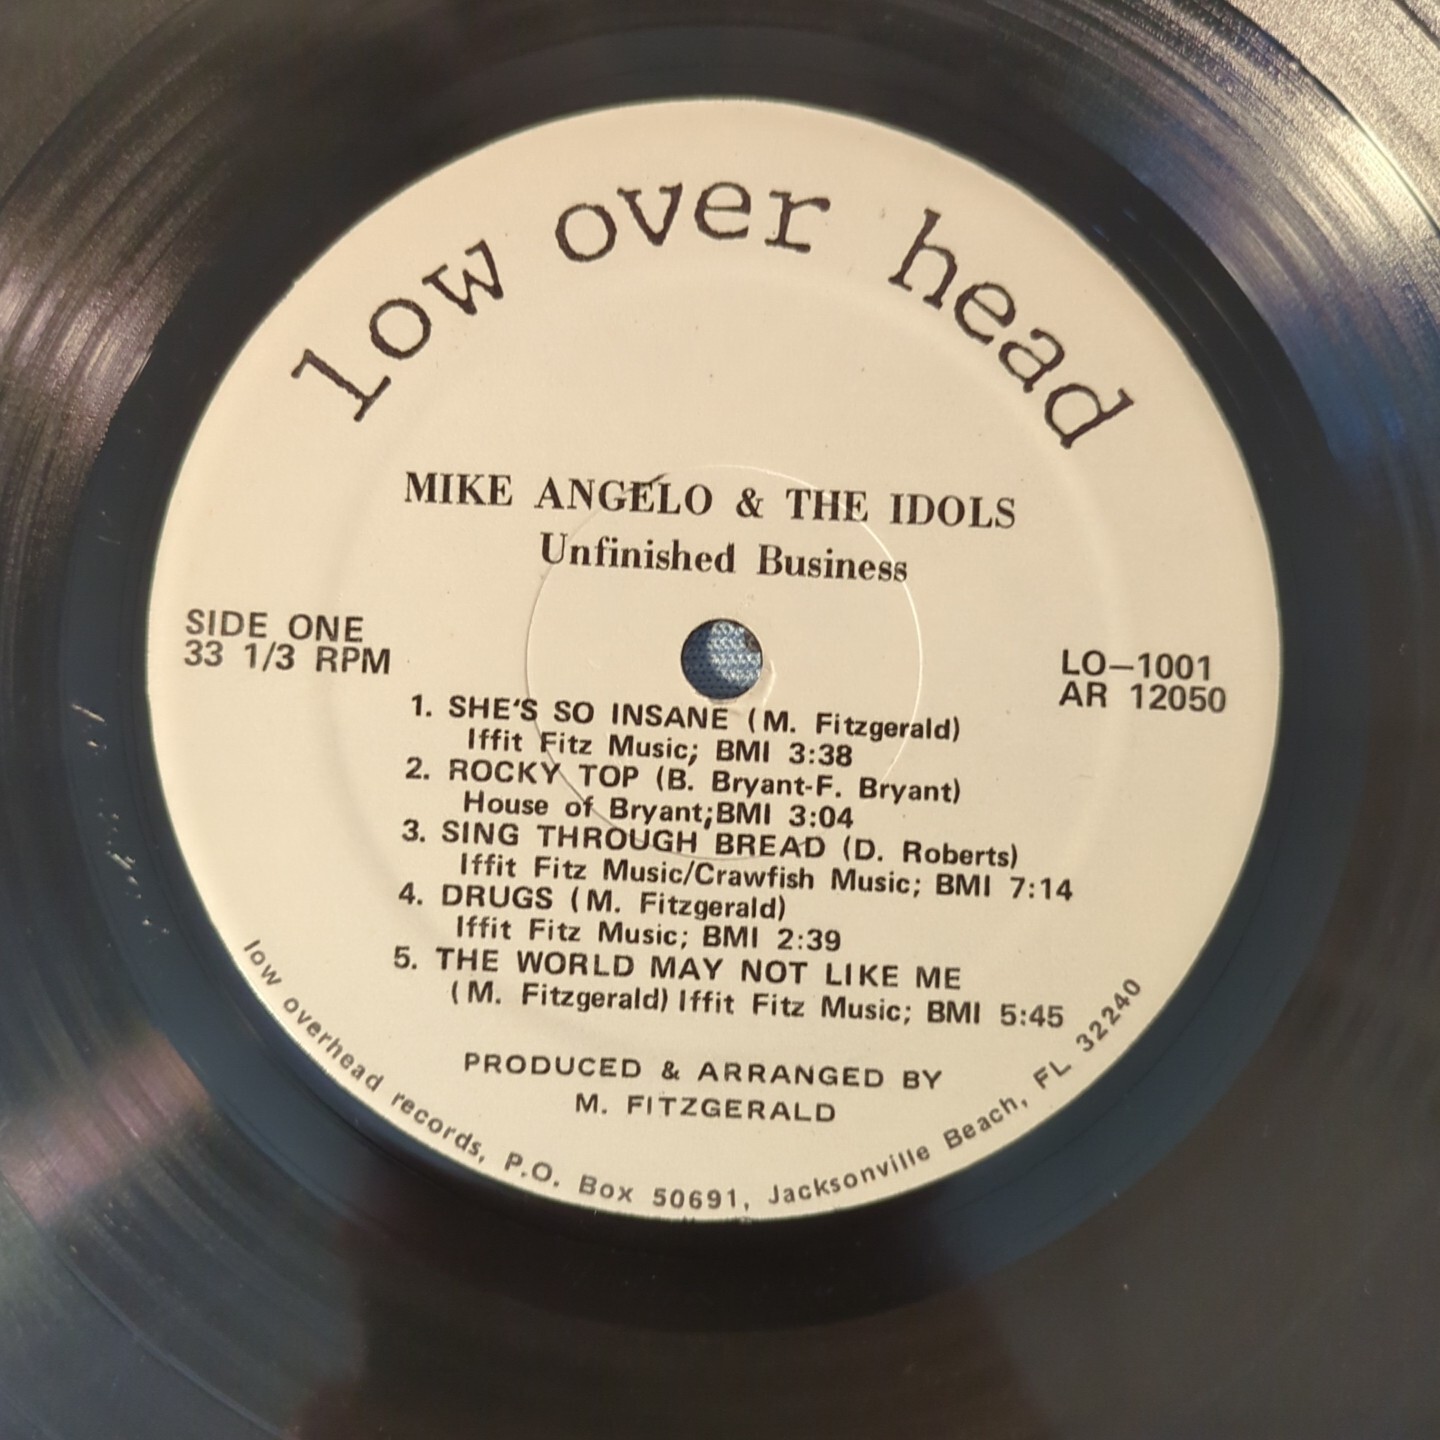 low over head
MIKE ANGELO & THE IDOLS
Unfinished Business
SIDE ONE
33 1/3 RPM
LO-1001
AR 12050
1. SHE'S SO INSANE (M. Fitzgerald)
Iffit Fitz Music; BMI 3:38
2. ROCKY TOP (B. Bryant-F. Bryant)
House of Bryant;BMI 3:04
3. SING THROUGH BREAD (D. Roberts)
Iffit Fitz Music/Crawfish Music; BMI 7:14
4. DRUGS (M. Fitzgerald)
Iffit Fitz Music; BMI 2:39
5. THE WORLD MAY NOT LIKE ME
(M. Fitzgerald) Iffit Fitz Music; BMI 5:45
PRODUCED & ARRANGED BY
M. FITZGERALD
low overhead records, P.O. Box 50691, Jacksonville Beach, FL 32240